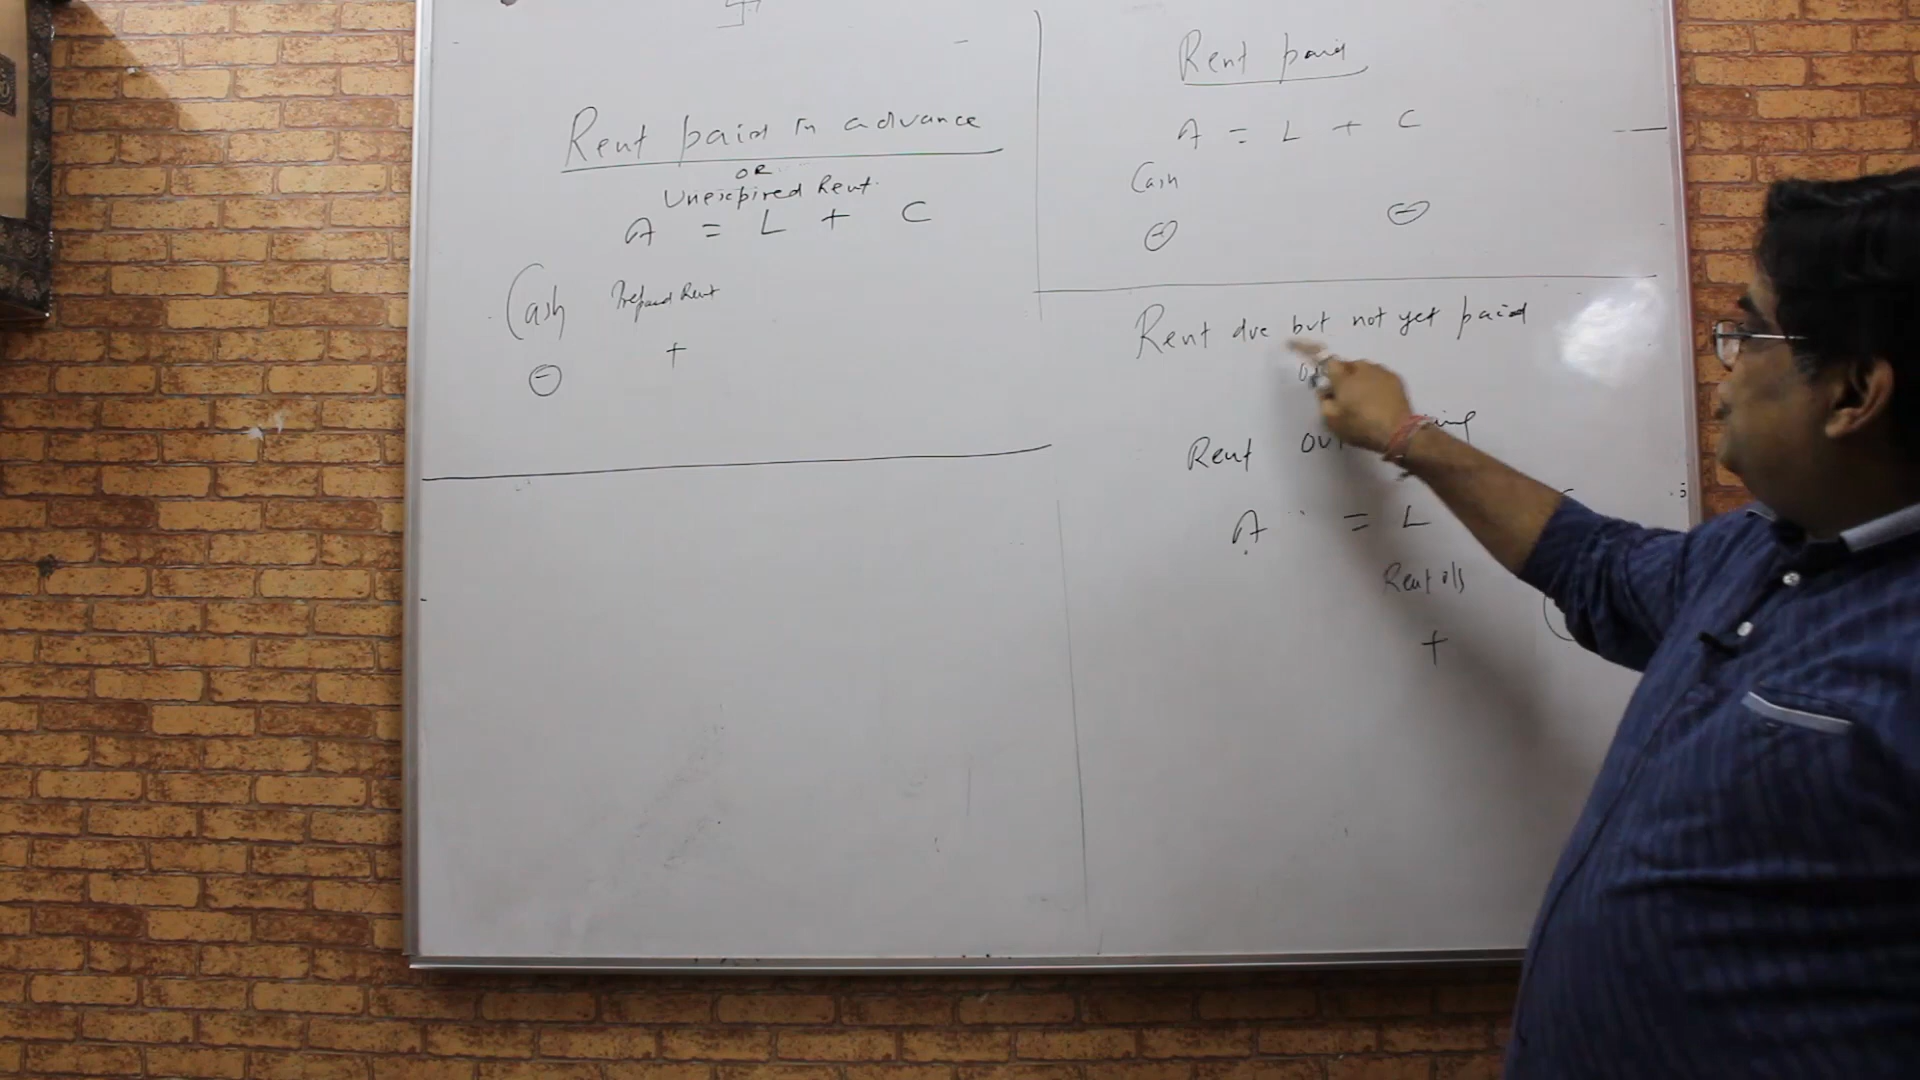 Rent paid in advance
OR
Unexpired Rent.
A = L + C
Cash Prepaid Rent
⊖ +
Rent paid
A = L + C
Cash
⊖ ⊖
Rent due but not yet paid
Rent
A = L
Rent o/s
+